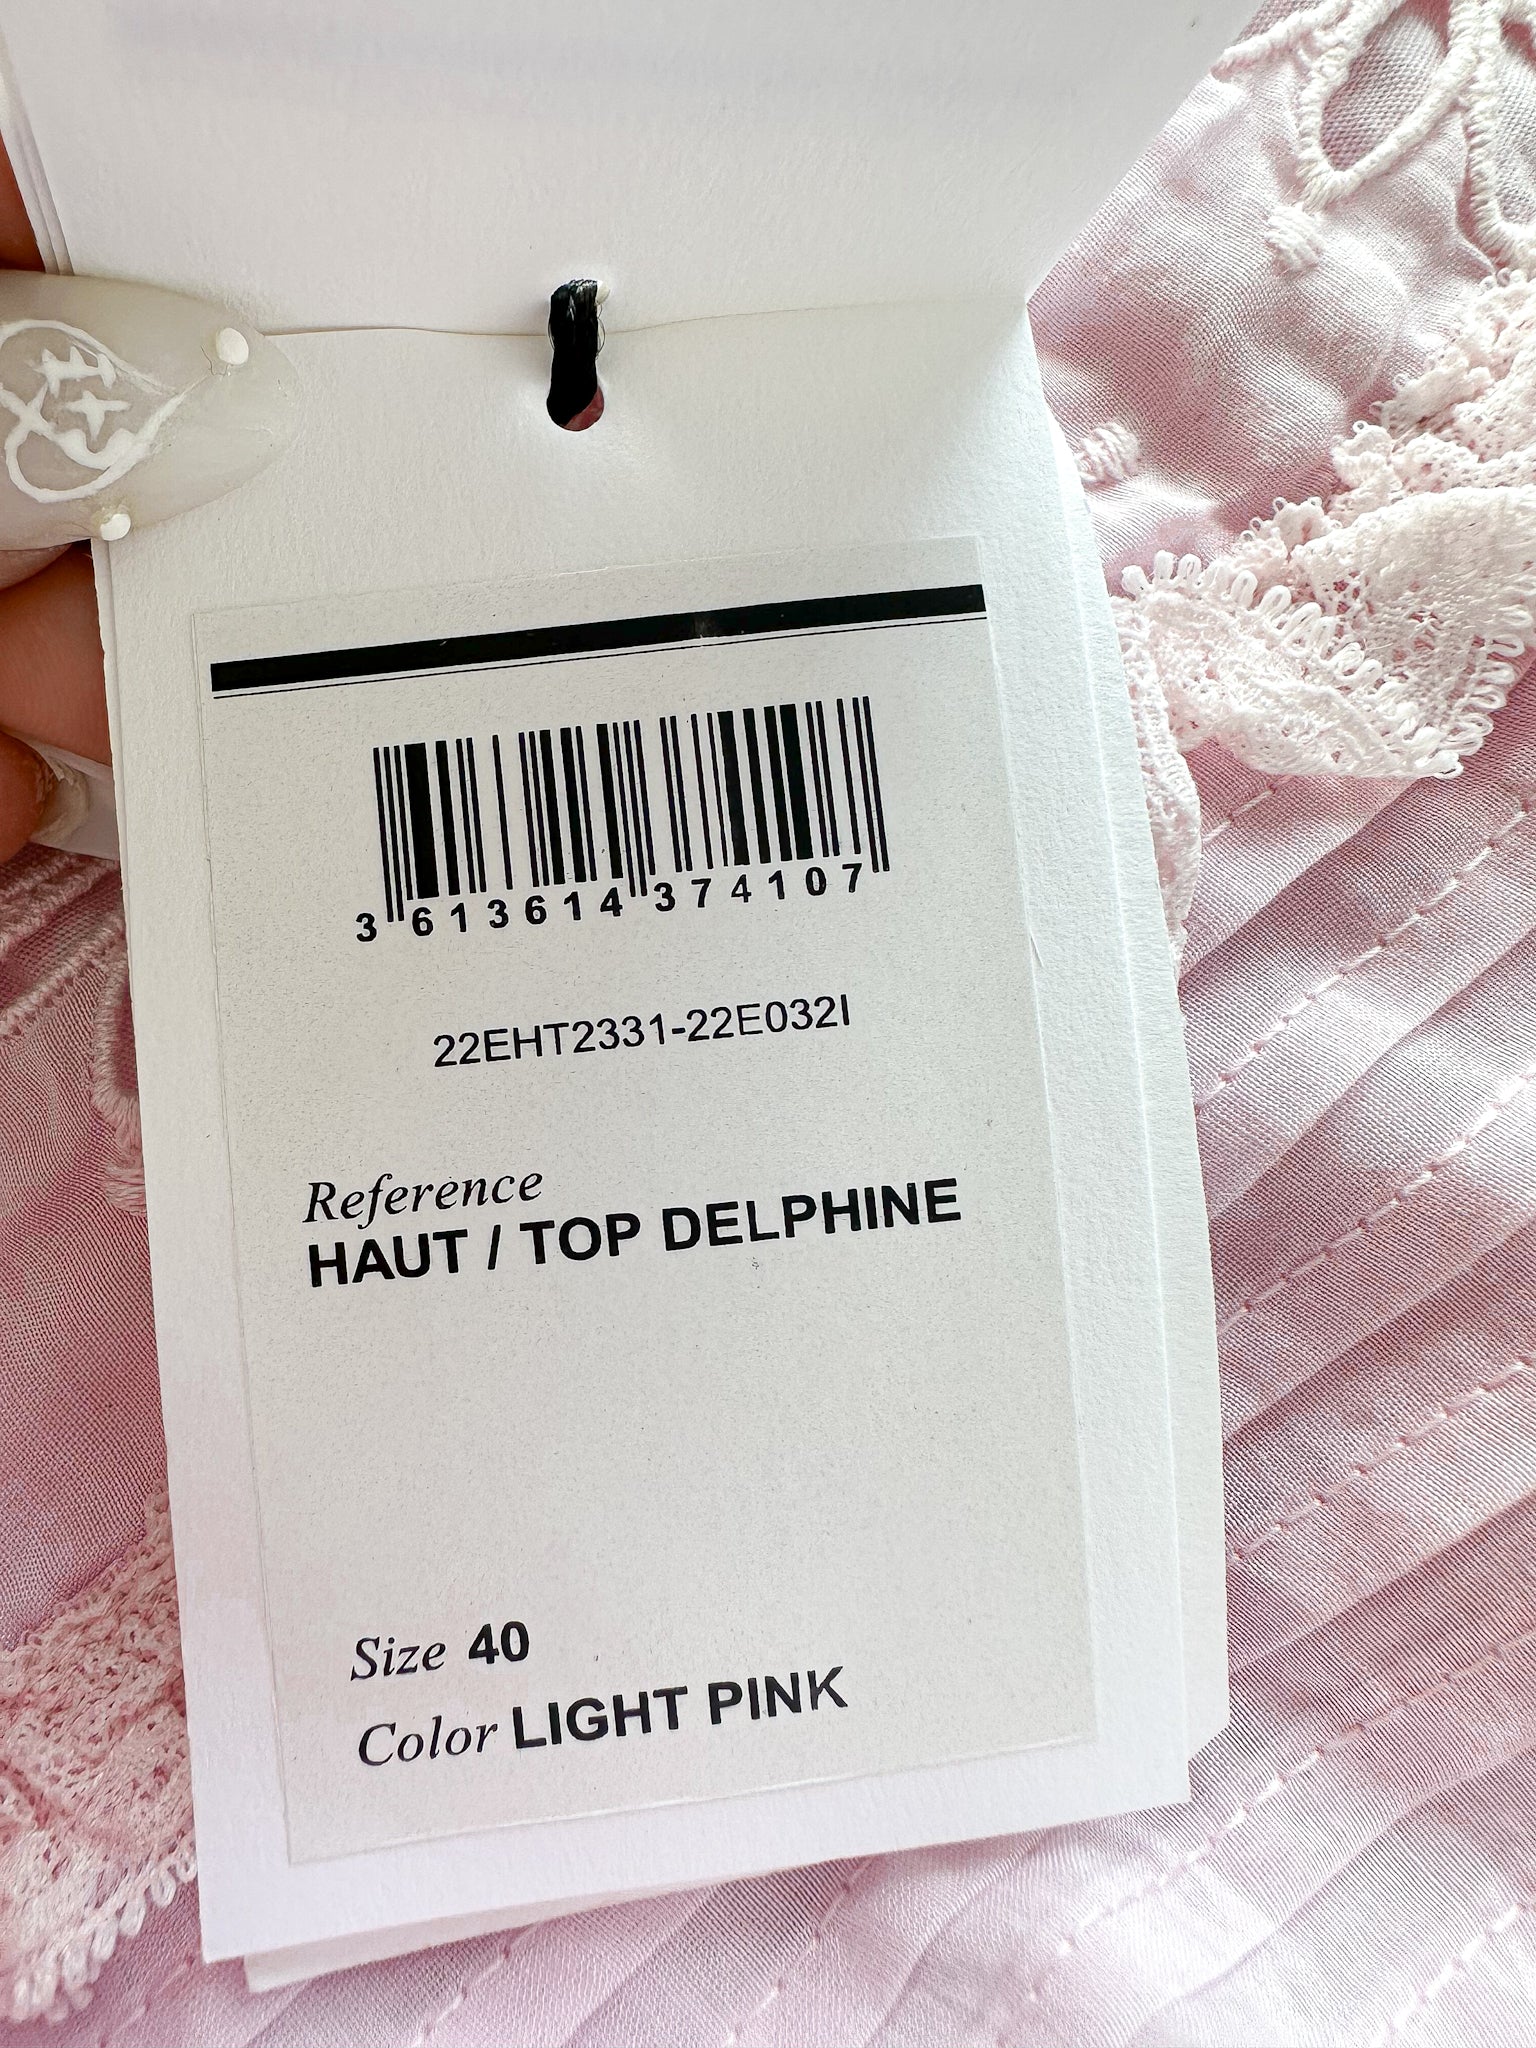 3 613614 374107
22EHT2331-22E032I
Reference
HAUT / TOP DELPHINE
Size 40
Color LIGHT PINK